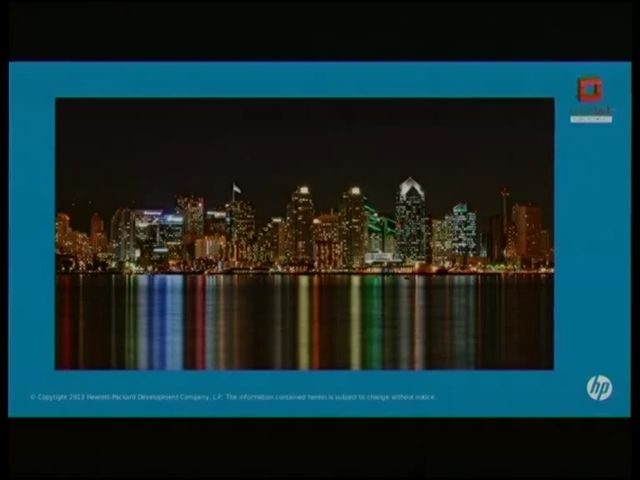 © Copyright 2013 Hewlett-Packard Development Company, L.P. The information contained herein is subject to change without notice.
hp